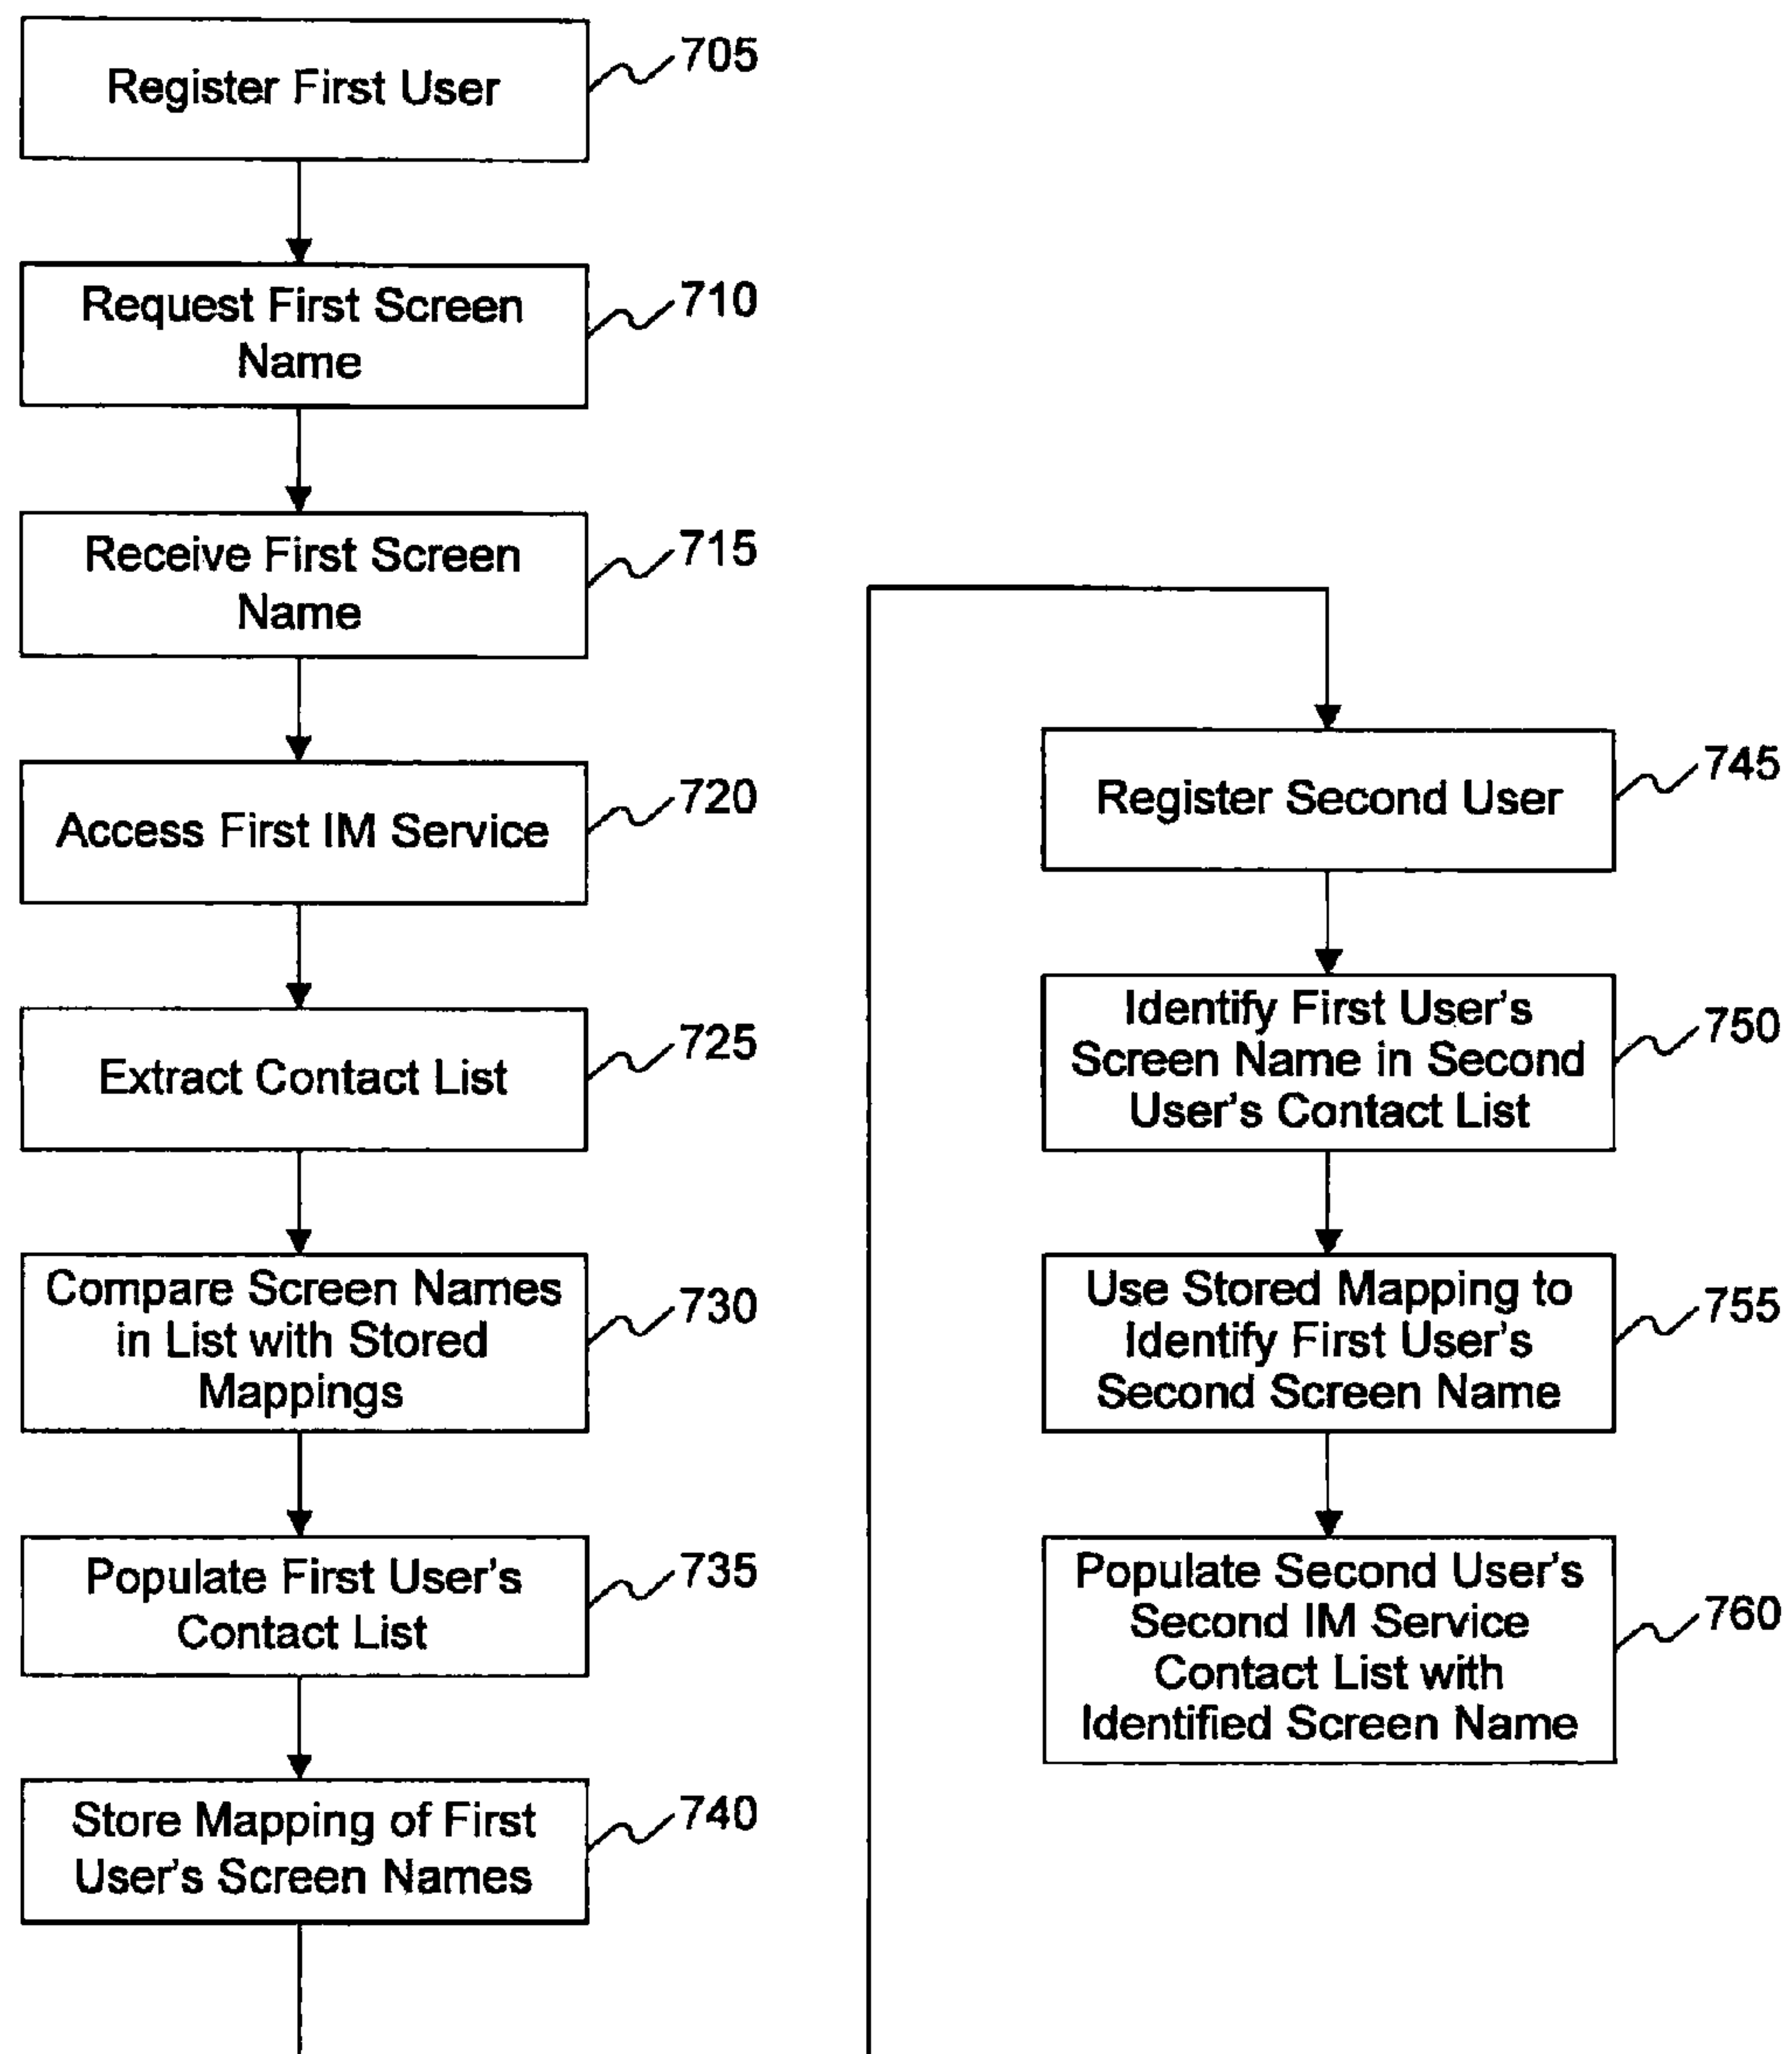 Register First User
705
Request First Screen
Name
710
Receive First Screen
Name
715
Access First IM Service
720
Extract Contact List
725
Compare Screen Names
in List with Stored
Mappings
730
Populate First User's
Contact List
735
Store Mapping of First
User's Screen Names
740
Register Second User
745
Identify First User's
Screen Name in Second
User's Contact List
750
Use Stored Mapping to
Identify First User's
Second Screen Name
755
Populate Second User's
Second IM Service
Contact List with
Identified Screen Name
760